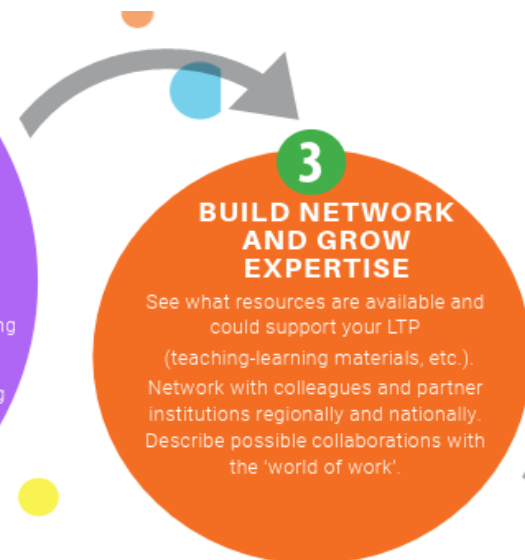 3
BUILD NETWORK
AND GROW
EXPERTISE
See what resources are available and
could support your LTP
(teaching-learning materials, etc.).
Network with colleagues and partner
institutions regionally and nationally.
Describe possible collaborations with
the 'world of work'.